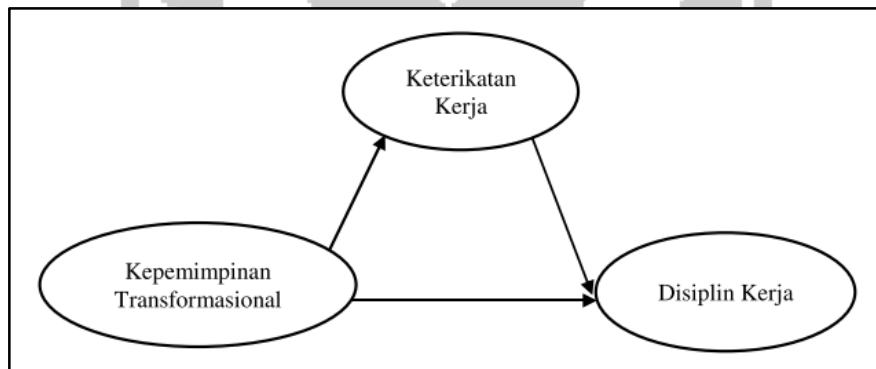 Keterikatan
Kerja
Kepemimpinan
Transformasional
Disiplin Kerja